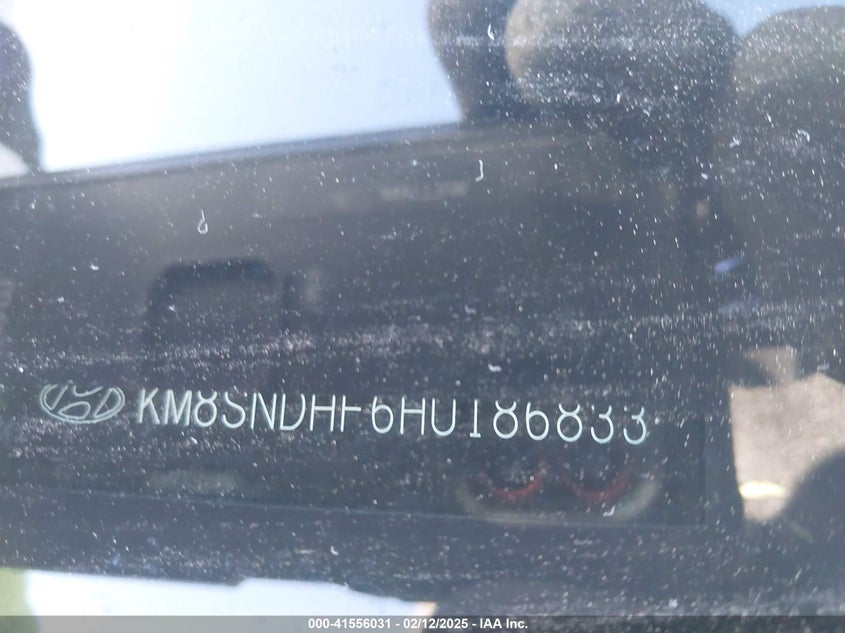 KM8SNDHF6HU186833
000-41556031 - 02/12/2025 - IAA Inc.